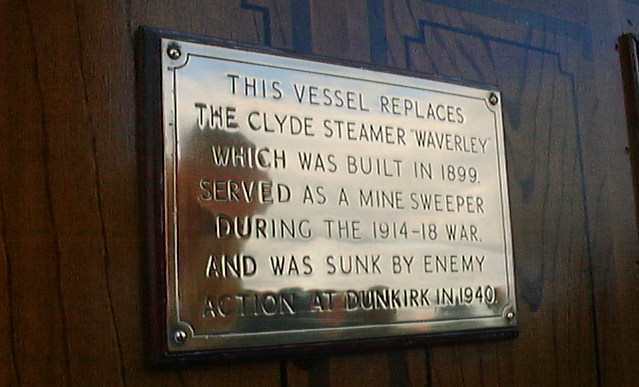 THIS VESSEL REPLACES
THE CLYDE STEAMER "WAVERLEY"
WHICH WAS BUILT IN 1899.
SERVED AS A MINE SWEEPER
DURING THE 1914-18 WAR.
AND WAS SUNK BY ENEMY
ACTION AT DUNKIRK IN 1940.